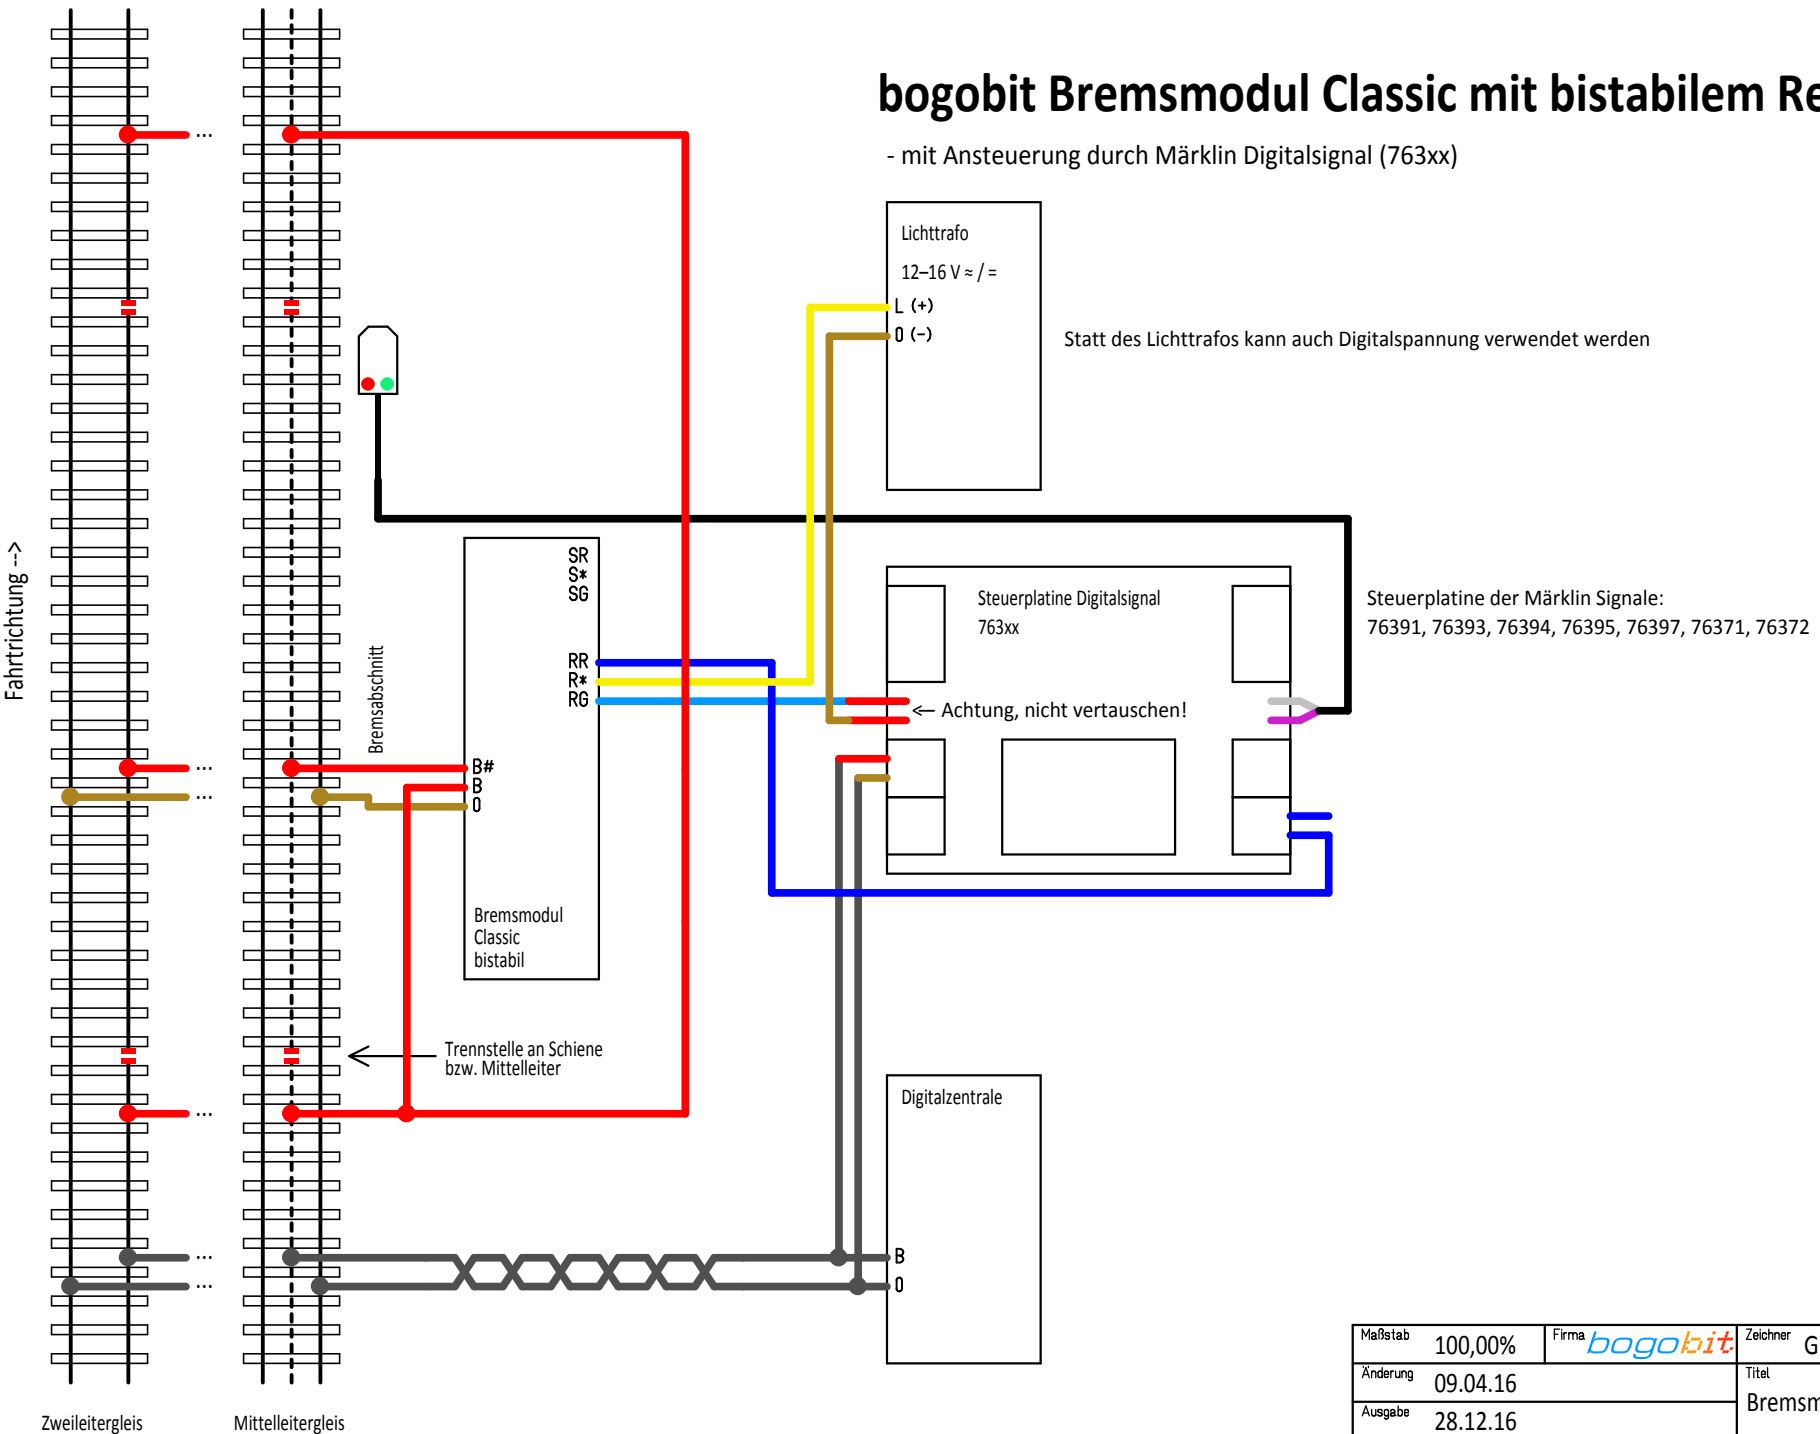 bogobit Bremsmodul Classic mit bistabilem Re
- mit Ansteuerung durch Märklin Digitalsignal (763xx)
Lichttrafo
12–16 V ≈ / =
L (+)
0 (-)
Statt des Lichttrafos kann auch Digitalspannung verwendet werden
...
...
Fahrtrichtung -->
Bremsabschnitt
SR
S*
SG
RR
R*
RG
B#
B
0
Bremsmodul
Classic
bistabil
Steuerplatine Digitalsignal
763xx
<— Achtung, nicht vertauschen!
Steuerplatine der Märklin Signale:
76391, 76393, 76394, 76395, 76397, 76371, 76372
...
Trennstelle an Schiene
bzw. Mittelleiter
...
Digitalzentrale
B
0
...
...
Zweileitergleis
Mittelleitergleis
Maßstab 100,00%
Firma bogobit
Zeichner G
Änderung 09.04.16
Titel
Bremsm
Ausgabe 28.12.16